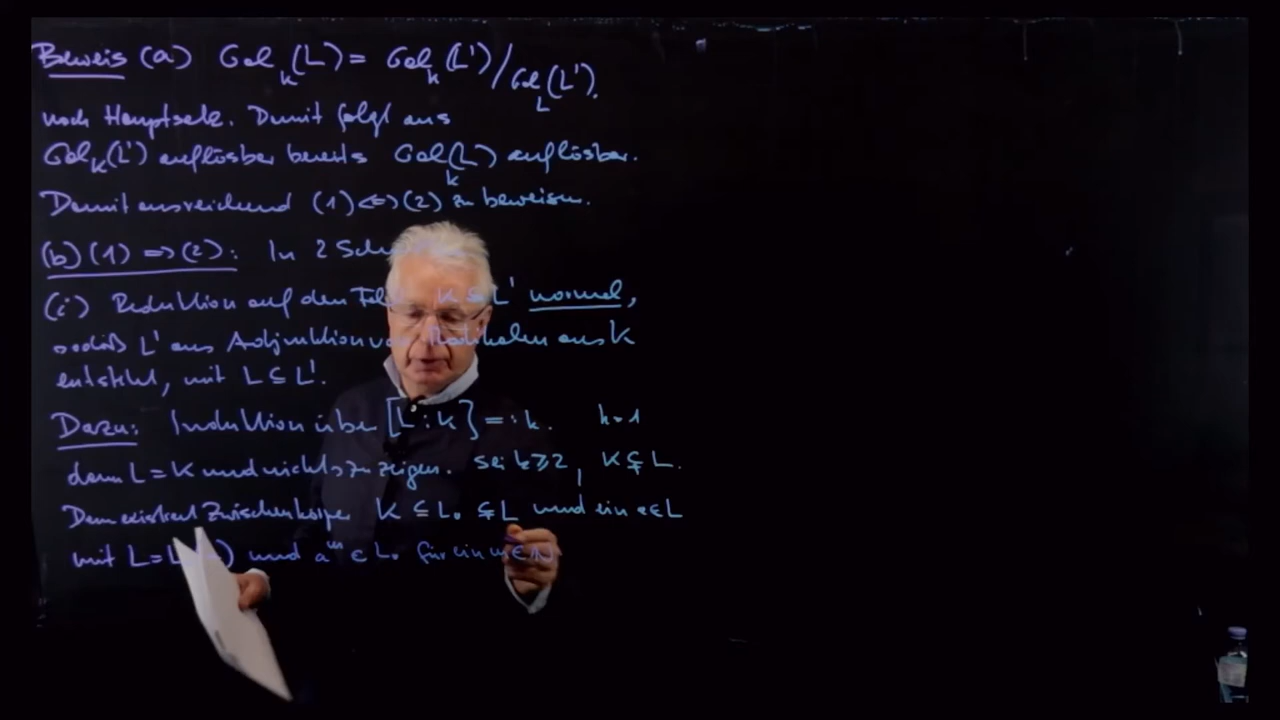 Beweis (a) Gal_K(L) = Gal_K(L')/Gal_L(L').
nach Hauptsatz. Damit folgt aus
Gal_K(L') auflösbar bereits Gal_K(L) auflösbar.
Damit ausreichend (1) <=> (2) zu beweisen.
(b) (1) => (2): In 2
(i) Reduktion auf den K ⊆ L' normal,
sodaß L' aus Adjunktion von Radikalen aus K
entsteht, mit L ⊆ L'.
Dazu: Induktion über [L:K] =: k. k=1
dann L = K und nichts zu zeigen. Sei k ≥ 2, K ⊊ L.
Dann existiert Zwischenkörper K ⊆ L₀ ⊊ L und ein a ∈ L
mit L = und a^m ∈ L₀ für ein m ∈ ℕ